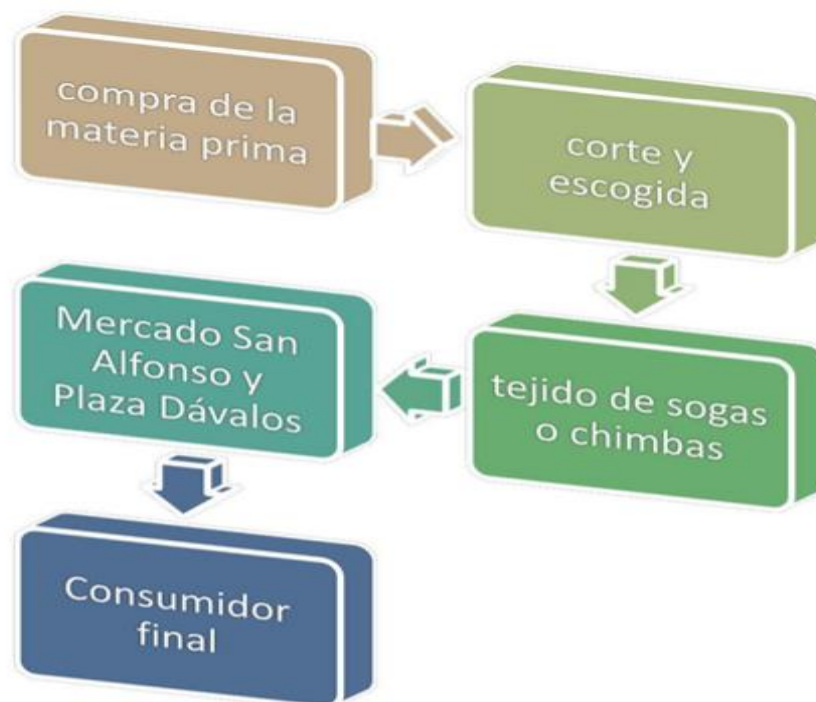 compra de la
materia prima
corte y
escogida
tejido de sogas
o chimbas
Mercado San
Alfonso y
Plaza Dávalos
Consumidor
final